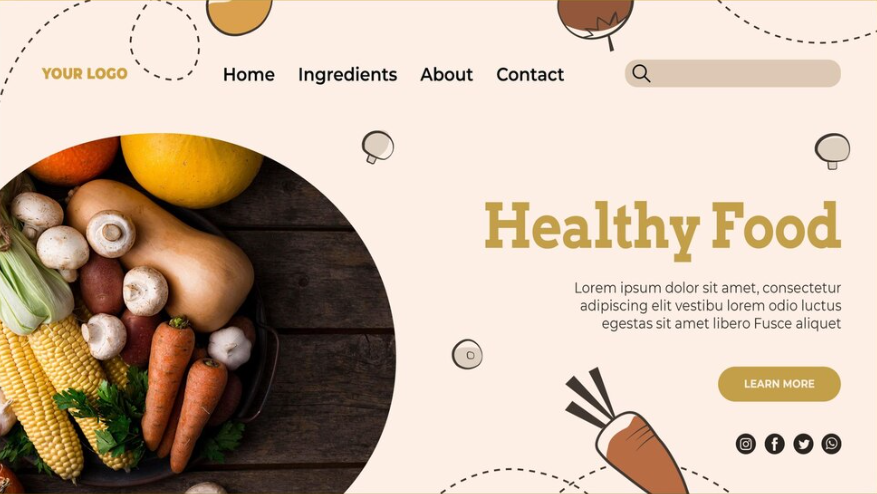 YOUR LOGO
Home
Ingredients
About
Contact
Healthy Food
Lorem ipsum dolor sit amet, consectetur
adipiscing elit vestibu lorem odio luctus
egestas sit amet libero Fusce aliquet
LEARN MORE